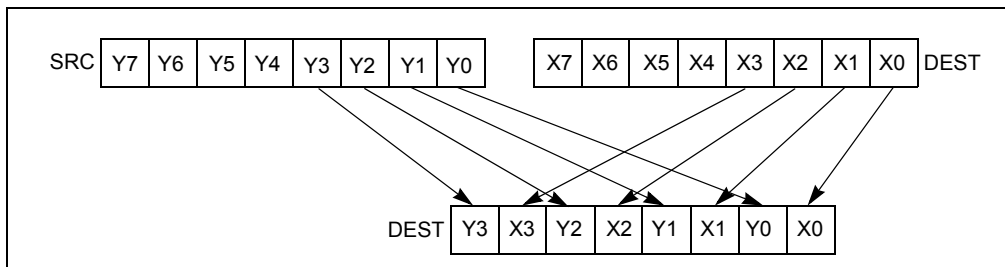 SRC Y7 Y6 Y5 Y4 Y3 Y2 Y1 Y0 X7 X6 X5 X4 X3 X2 X1 X0 DEST
DEST Y3 X3 Y2 X2 Y1 X1 Y0 X0